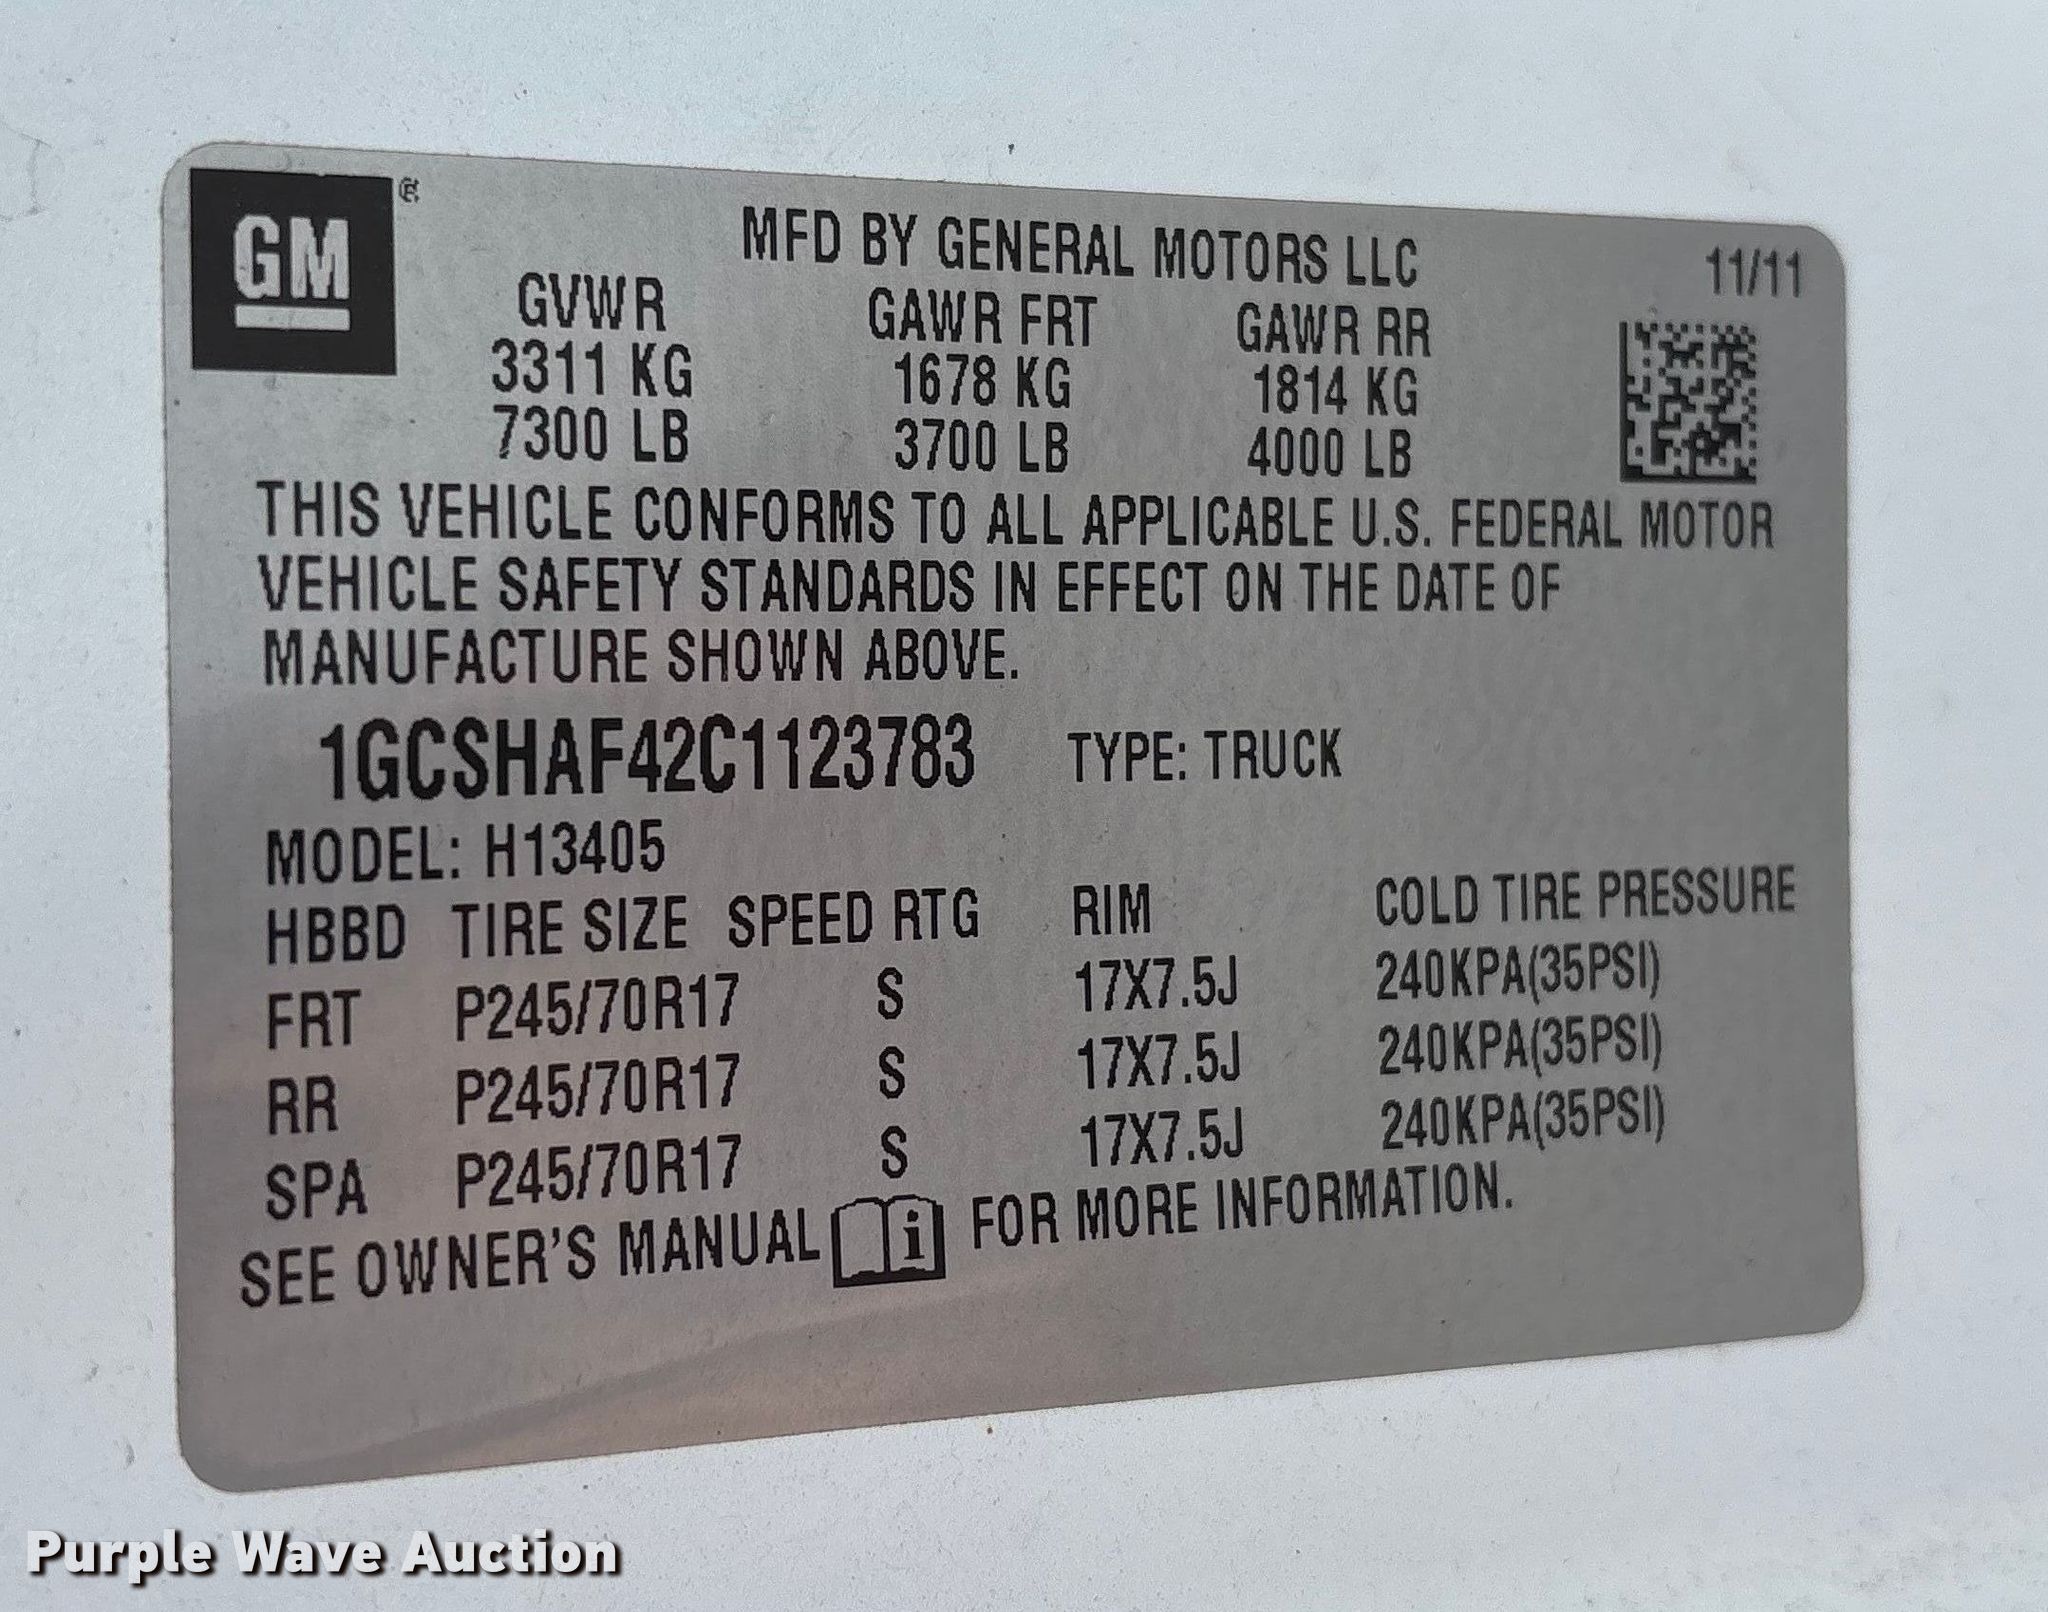 GM ®
MFD BY GENERAL MOTORS LLC 11/11
GVWR GAWR FRT GAWR RR
3311 KG 1678 KG 1814 KG
7300 LB 3700 LB 4000 LB
THIS VEHICLE CONFORMS TO ALL APPLICABLE U.S. FEDERAL MOTOR
VEHICLE SAFETY STANDARDS IN EFFECT ON THE DATE OF
MANUFACTURE SHOWN ABOVE.
1GCSHAF42C1123783 TYPE: TRUCK
MODEL: H13405
HBBD TIRE SIZE SPEED RTG RIM COLD TIRE PRESSURE
FRT P245/70R17 S 17X7.5J 240KPA(35PSI)
RR P245/70R17 S 17X7.5J 240KPA(35PSI)
SPA P245/70R17 S 17X7.5J 240KPA(35PSI)
SEE OWNER'S MANUAL i FOR MORE INFORMATION.
Purple Wave Auction